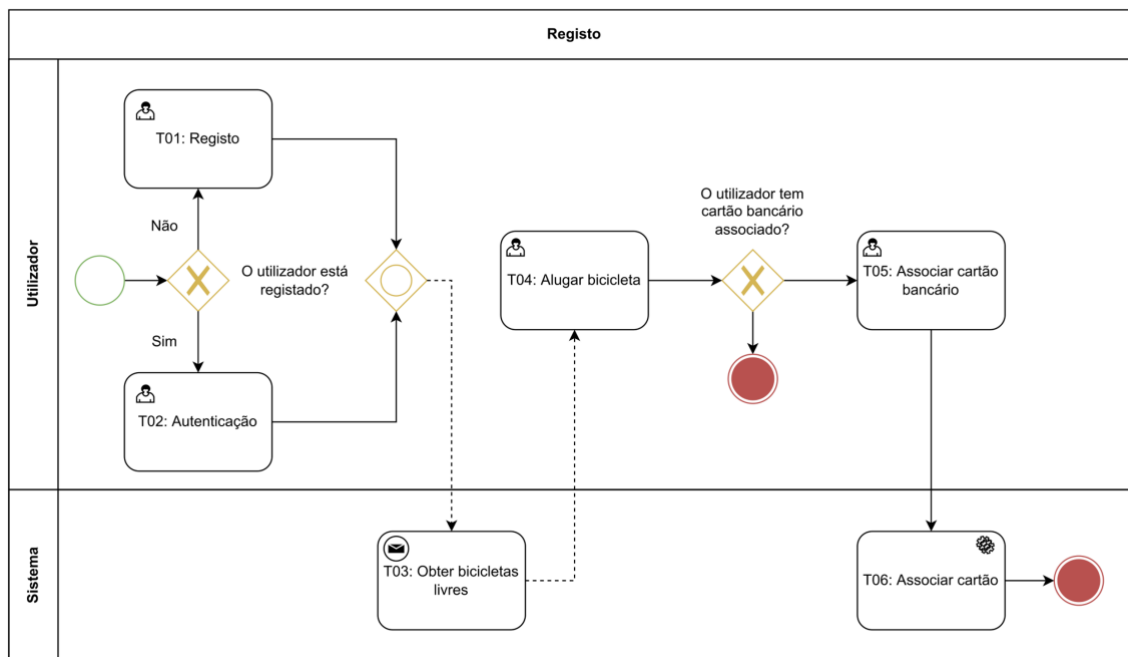 Registo
Utilizador
T01: Registo
Não
O utilizador está
registado?
Sim
T02: Autenticação
T04: Alugar bicicleta
O utilizador tem
cartão bancário
associado?
T05: Associar cartão
bancário
Sistema
T03: Obter bicicletas
livres
T06: Associar cartão